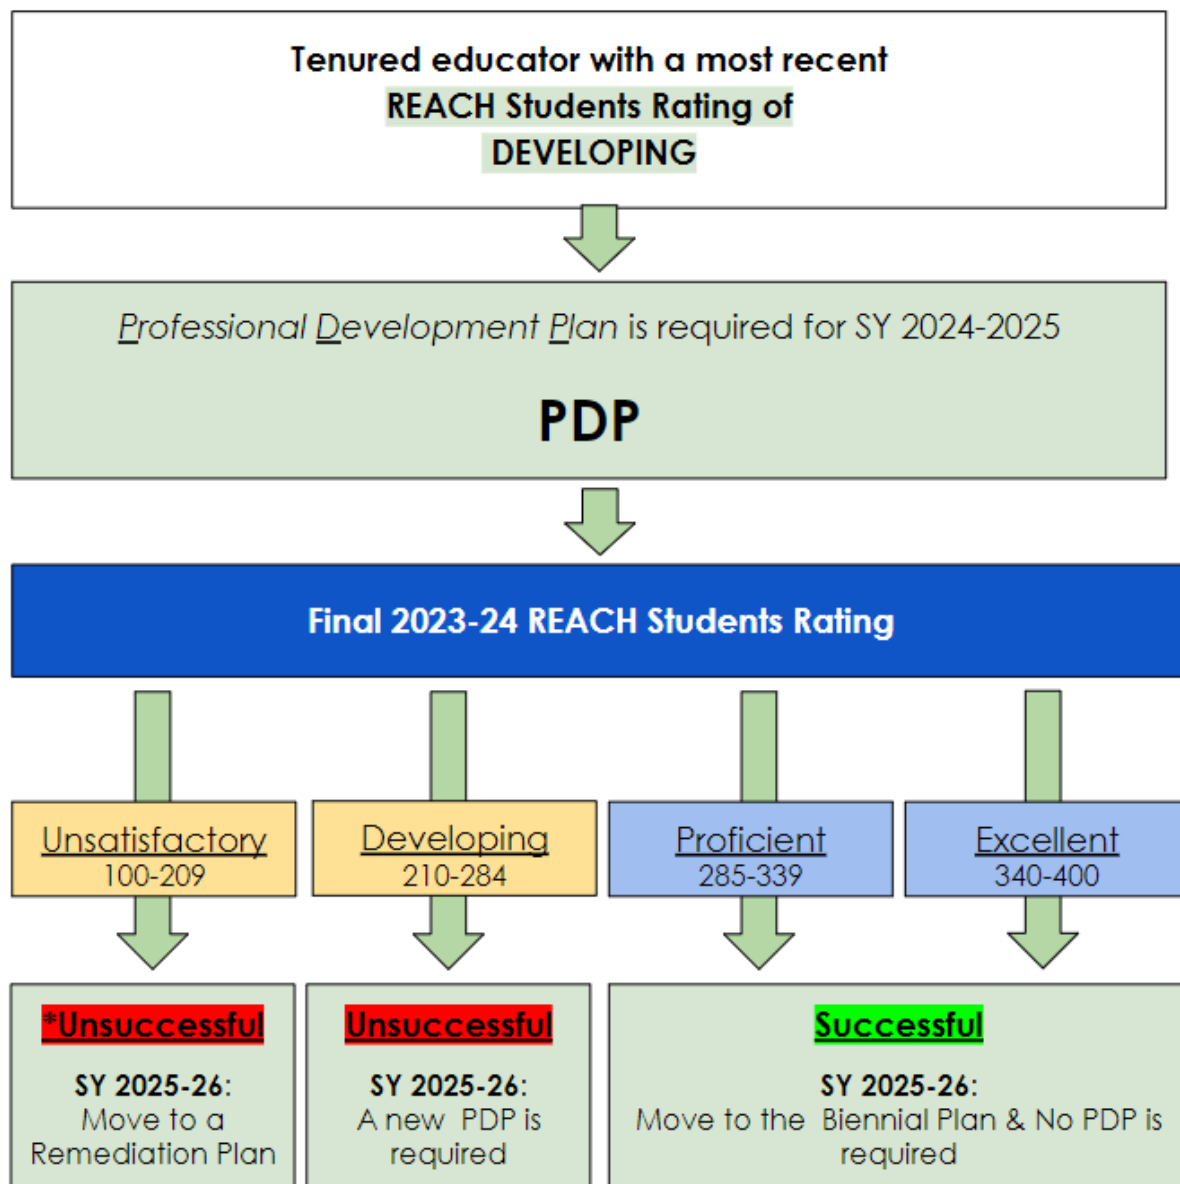 Tenured educator with a most recent
REACH Students Rating of
DEVELOPING
Professional Development Plan is required for SY 2024-2025
PDP
Final 2023-24 REACH Students Rating
Unsatisfactory
100-209
Developing
210-284
Proficient
285-339
Excellent
340-400
*Unsuccessful
SY 2025-26:
Move to a
Remediation Plan
Unsuccessful
SY 2025-26:
A new PDP is
required
Successful
SY 2025-26:
Move to the Biennial Plan & No PDP is
required